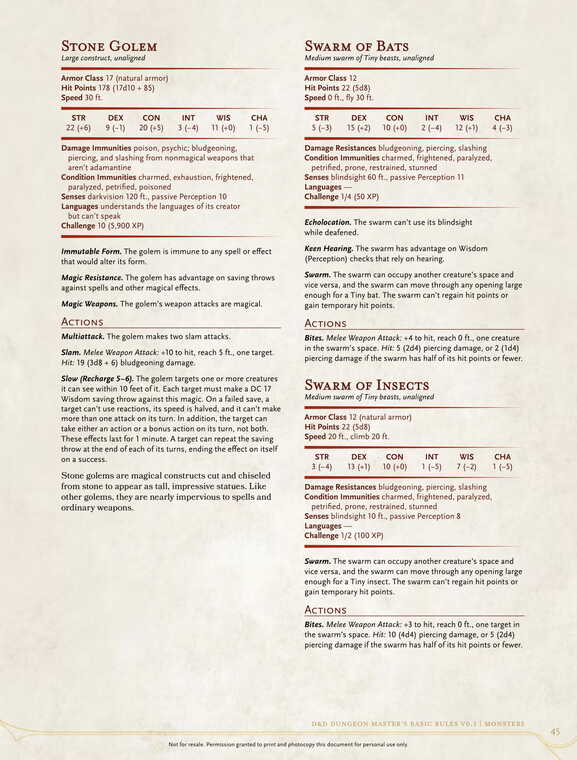 STONE GOLEM
Large construct, unaligned
Armor Class 17 (natural armor)
Hit Points 178 (17d10 + 85)
Speed 30 ft.
STR DEX CON INT WIS CHA
22 (+6) 9 (−1) 20 (+5) 3 (−4) 11 (+0) 1 (−5)
Damage Immunities poison, psychic; bludgeoning,
piercing, and slashing from nonmagical weapons that
aren't adamantine
Condition Immunities charmed, exhaustion, frightened,
paralyzed, petrified, poisoned
Senses darkvision 120 ft., passive Perception 10
Languages understands the languages of its creator
but can't speak
Challenge 10 (5,900 XP)
Immutable Form. The golem is immune to any spell or effect
that would alter its form.
Magic Resistance. The golem has advantage on saving throws
against spells and other magical effects.
Magic Weapons. The golem's weapon attacks are magical.
ACTIONS
Multiattack. The golem makes two slam attacks.
Slam. Melee Weapon Attack: +10 to hit, reach 5 ft., one target.
Hit: 19 (3d8 + 6) bludgeoning damage.
Slow (Recharge 5–6). The golem targets one or more creatures
it can see within 10 feet of it. Each target must make a DC 17
Wisdom saving throw against this magic. On a failed save, a
target can't use reactions, its speed is halved, and it can't make
more than one attack on its turn. In addition, the target can
take either an action or a bonus action on its turn, not both.
These effects last for 1 minute. A target can repeat the saving
throw at the end of each of its turns, ending the effect on itself
on a success.
Stone golems are magical constructs cut and chiseled
from stone to appear as tall, impressive statues. Like
other golems, they are nearly impervious to spells and
ordinary weapons.
SWARM OF BATS
Medium swarm of Tiny beasts, unaligned
Armor Class 12
Hit Points 22 (5d8)
Speed 0 ft., fly 30 ft.
STR DEX CON INT WIS CHA
5 (−3) 15 (+2) 10 (+0) 2 (−4) 12 (+1) 4 (−3)
Damage Resistances bludgeoning, piercing, slashing
Condition Immunities charmed, frightened, paralyzed,
petrified, prone, restrained, stunned
Senses blindsight 60 ft., passive Perception 11
Languages —
Challenge 1/4 (50 XP)
Echolocation. The swarm can't use its blindsight
while deafened.
Keen Hearing. The swarm has advantage on Wisdom
(Perception) checks that rely on hearing.
Swarm. The swarm can occupy another creature's space and
vice versa, and the swarm can move through any opening large
enough for a Tiny bat. The swarm can't regain hit points or
gain temporary hit points.
ACTIONS
Bites. Melee Weapon Attack: +4 to hit, reach 0 ft., one creature
in the swarm's space. Hit: 5 (2d4) piercing damage, or 2 (1d4)
piercing damage if the swarm has half of its hit points or fewer.
SWARM OF INSECTS
Medium swarm of Tiny beasts, unaligned
Armor Class 12 (natural armor)
Hit Points 22 (5d8)
Speed 20 ft., climb 20 ft.
STR DEX CON INT WIS CHA
3 (−4) 13 (+1) 10 (+0) 1 (−5) 7 (−2) 1 (−5)
Damage Resistances bludgeoning, piercing, slashing
Condition Immunities charmed, frightened, paralyzed,
petrified, prone, restrained, stunned
Senses blindsight 10 ft., passive Perception 8
Languages —
Challenge 1/2 (100 XP)
Swarm. The swarm can occupy another creature's space and
vice versa, and the swarm can move through any opening large
enough for a Tiny insect. The swarm can't regain hit points or
gain temporary hit points.
ACTIONS
Bites. Melee Weapon Attack: +3 to hit, reach 0 ft., one target in
the swarm's space. Hit: 10 (4d4) piercing damage, or 5 (2d4)
piercing damage if the swarm has half of its hit points or fewer.
D&D DUNGEON MASTER'S BASIC RULES V0.3 | MONSTERS
45
Not for resale. Permission granted to print and photocopy this document for personal use only.